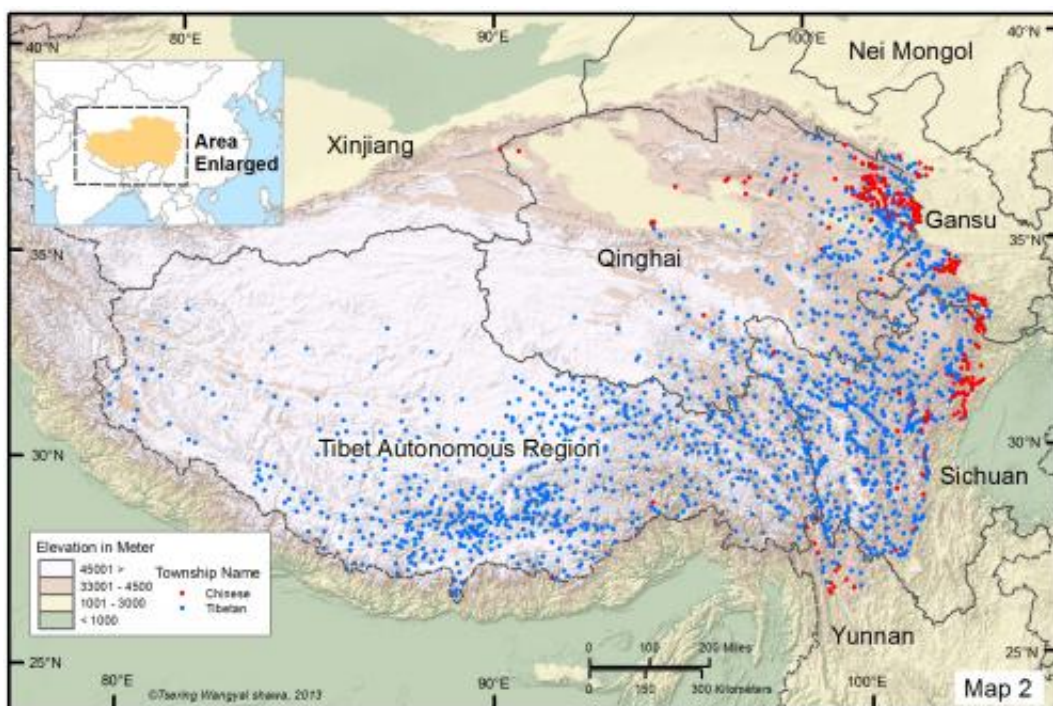 80°E 90°E 100°E
40°N 40°N
Nei Mongol
Area
Enlarged
Xinjiang
Gansu
35°N 35°N
Qinghai
30°N 30°N
Tibet Autonomous Region
Sichuan
Elevation in Meter
45001 >
33001 - 4500
1001 - 3000
< 1000
Township Name
Chinese
Tibetan
Yunnan
0 100 200 Miles
0 150 300 Kilometers
25°N 25°N
80°E 90°E 100°E
©Tsering Wangyal shawa, 2013
Map 2